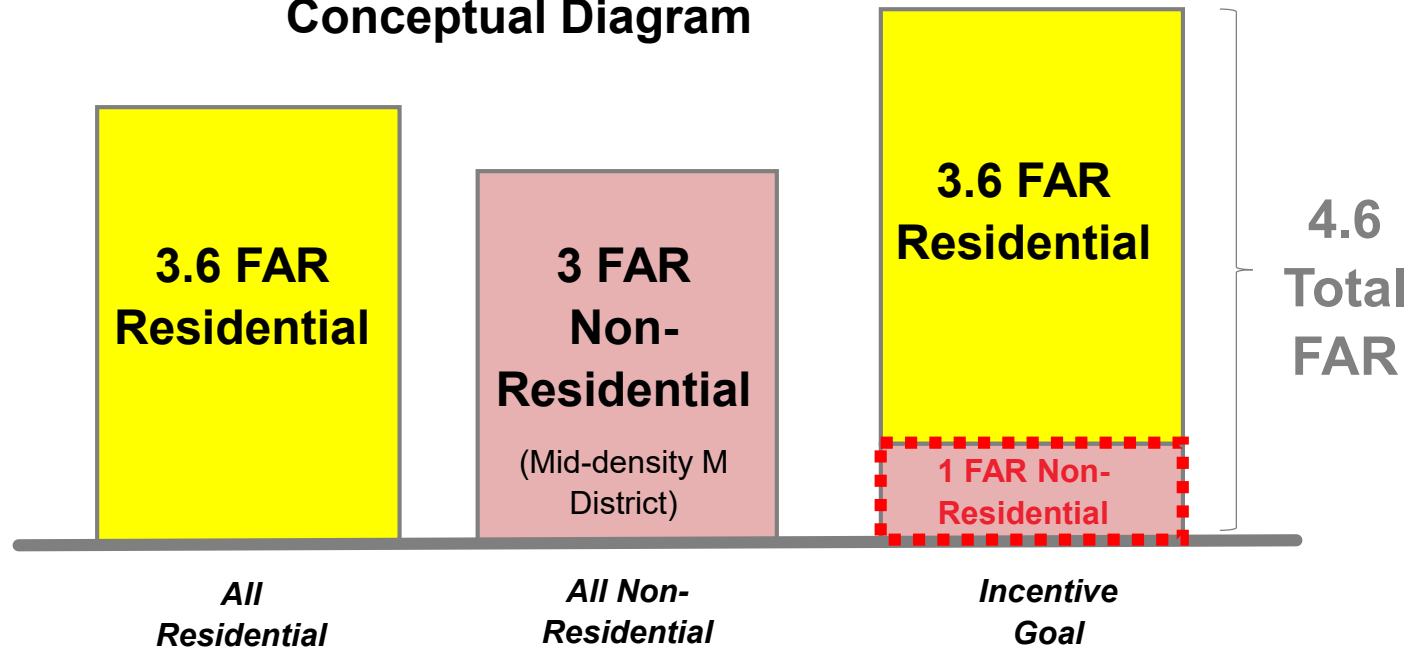 Conceptual Diagram
3.6 FAR
Residential
3 FAR
Non-
Residential
(Mid-density M
District)
3.6 FAR
Residential
1 FAR Non-
Residential
4.6
Total
FAR
All
Residential
All Non-
Residential
Incentive
Goal